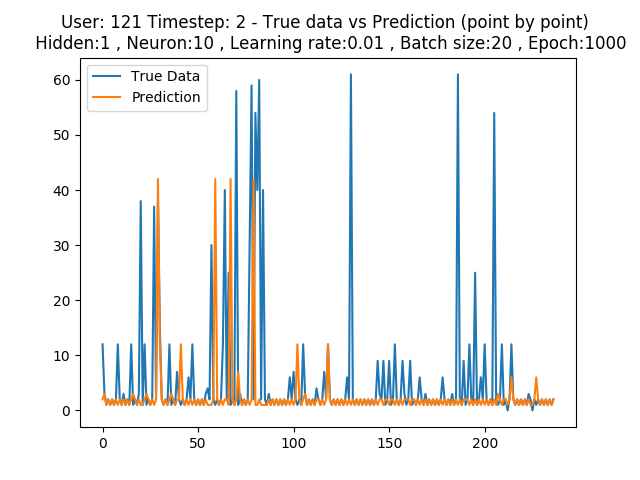 User: 121 Timestep: 2 - True data vs Prediction (point by point)
Hidden:1 , Neuron:10 , Learning rate:0.01 , Batch size:20 , Epoch:1000
True Data
Prediction
60
50
40
30
20
10
0
0 50 100 150 200